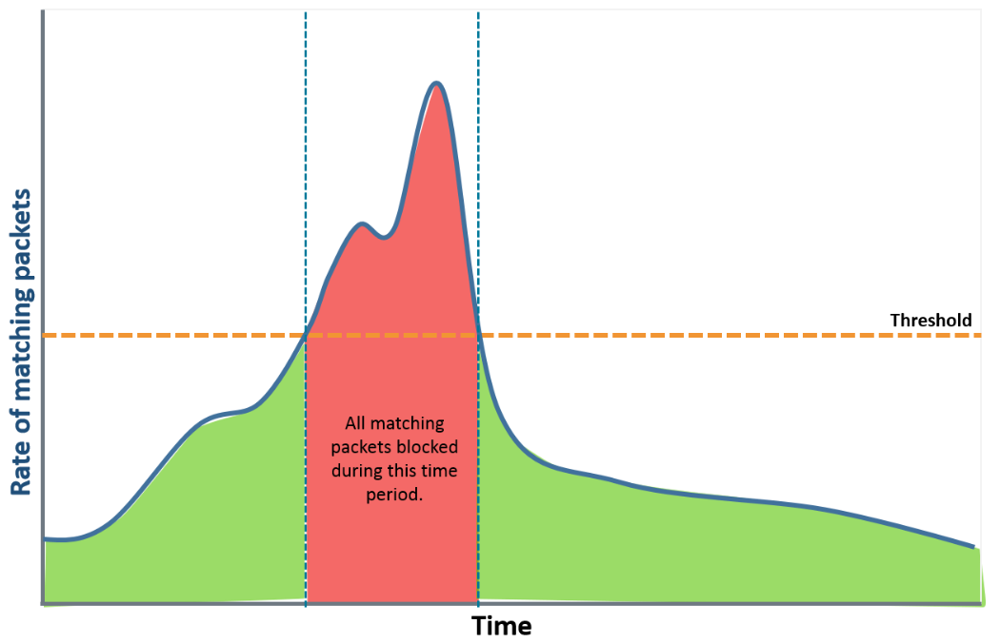 Rate of matching packets
Threshold
All matching
packets blocked
during this time
period.
Time